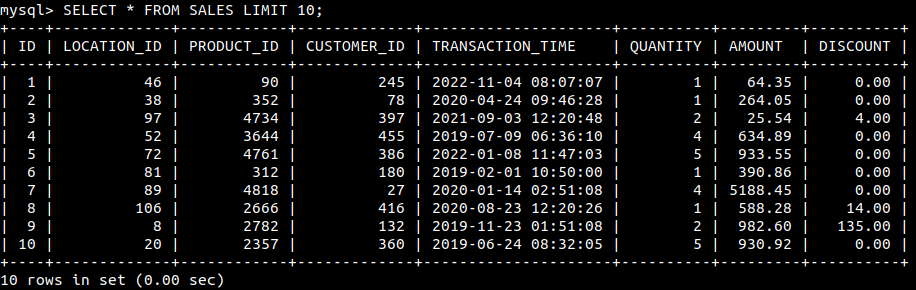 mysql> SELECT * FROM SALES LIMIT 10;
+----+-------------+------------+-------------+---------------------+----------+---------+----------+
| ID | LOCATION_ID | PRODUCT_ID | CUSTOMER_ID | TRANSACTION_TIME    | QUANTITY | AMOUNT  | DISCOUNT |
+----+-------------+------------+-------------+---------------------+----------+---------+----------+
|  1 |          46 |         90 |         245 | 2022-11-04 08:07:07 |        1 |   64.35 |     0.00 |
|  2 |          38 |        352 |          78 | 2020-04-24 09:46:28 |        1 |  264.05 |     0.00 |
|  3 |          97 |       4734 |         397 | 2021-09-03 12:20:48 |        2 |   25.54 |     4.00 |
|  4 |          52 |       3644 |         455 | 2019-07-09 06:36:10 |        4 |  634.89 |     0.00 |
|  5 |          72 |       4761 |         386 | 2022-01-08 11:47:03 |        5 |  933.55 |     0.00 |
|  6 |          81 |        312 |         180 | 2019-02-01 10:50:00 |        1 |  390.86 |     0.00 |
|  7 |          89 |       4818 |          27 | 2020-01-14 02:51:08 |        4 | 5188.45 |     0.00 |
|  8 |         106 |       2666 |         416 | 2020-08-23 12:20:26 |        1 |  588.28 |    14.00 |
|  9 |           8 |       2782 |         132 | 2019-11-23 01:51:08 |        2 |  982.60 |   135.00 |
| 10 |          20 |       2357 |         360 | 2019-06-24 08:32:05 |        5 |  930.92 |     0.00 |
+----+-------------+------------+-------------+---------------------+----------+---------+----------+
10 rows in set (0.00 sec)